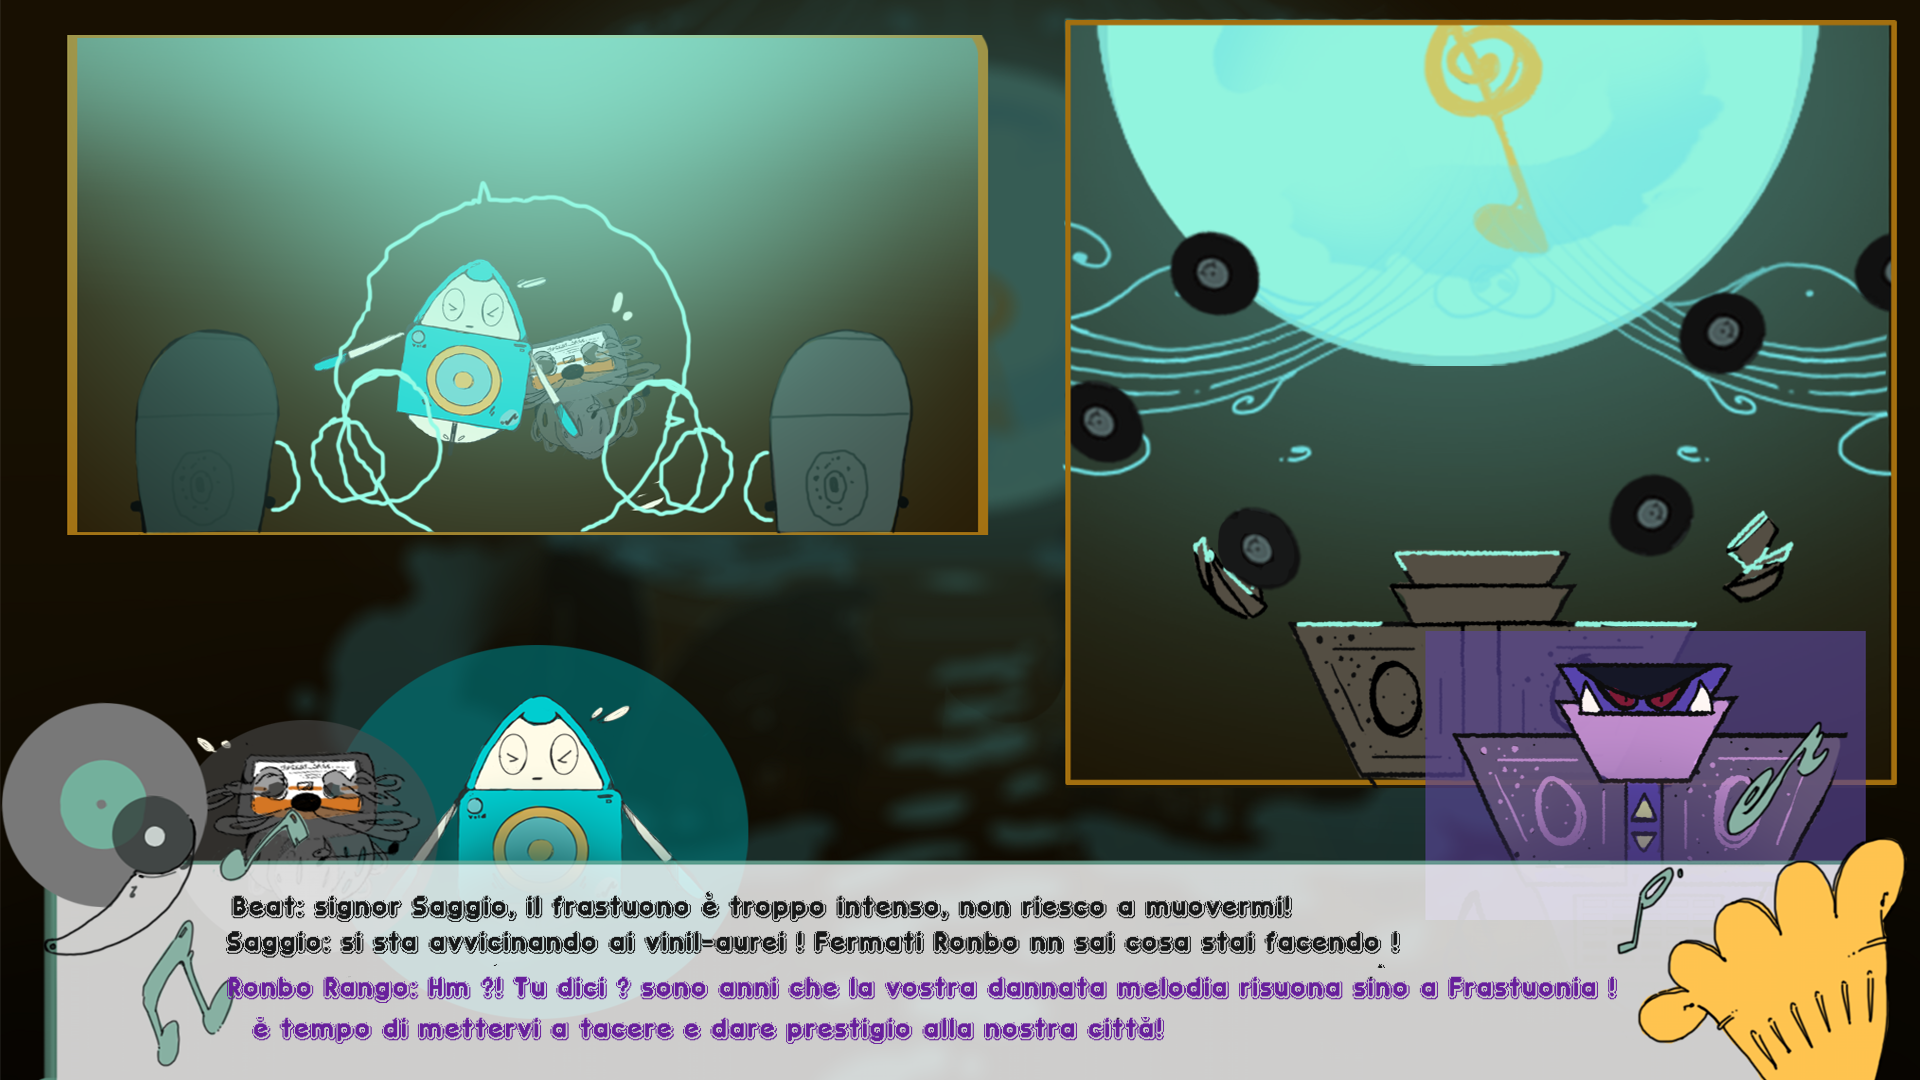 Beat: signor Saggio, il frastuono è troppo intenso, non riesco a muovermi!
Saggio: si sta avvicinando ai vinil-aurei ! Fermati Ronbo nn sai cosa stai facendo !
Ronbo Rango: Hm ?! Tu dici ? sono anni che la vostra dannata melodia risuona sino a Frastuonia !
è tempo di mettervi a tacere e dare prestigio alla nostra città!